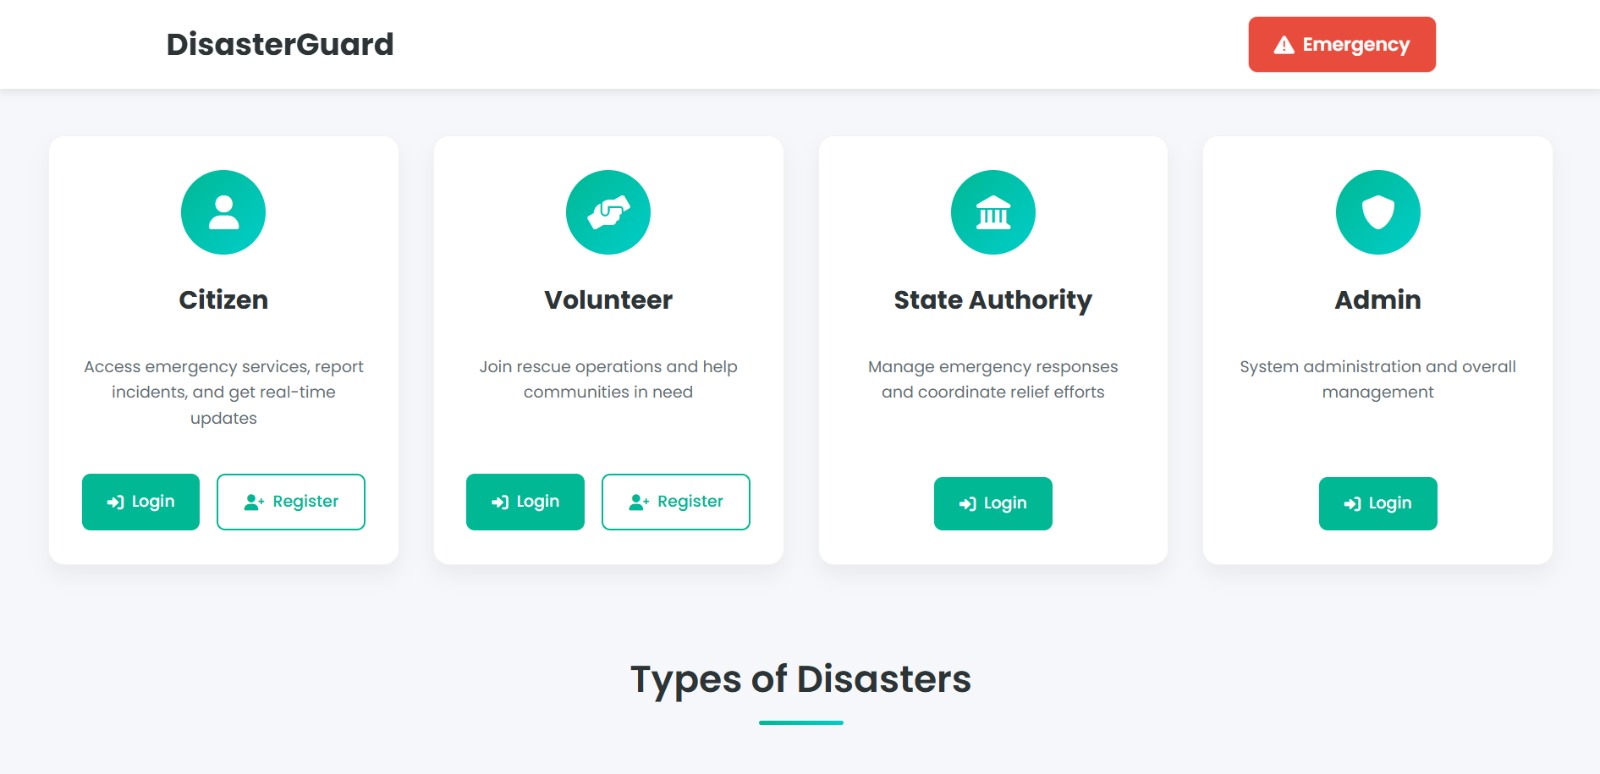 DisasterGuard
Emergency
Citizen
Access emergency services, report
incidents, and get real-time
updates
Login
Register
Volunteer
Join rescue operations and help
communities in need
Login
Register
State Authority
Manage emergency responses
and coordinate relief efforts
Login
Admin
System administration and overall
management
Login
Types of Disasters